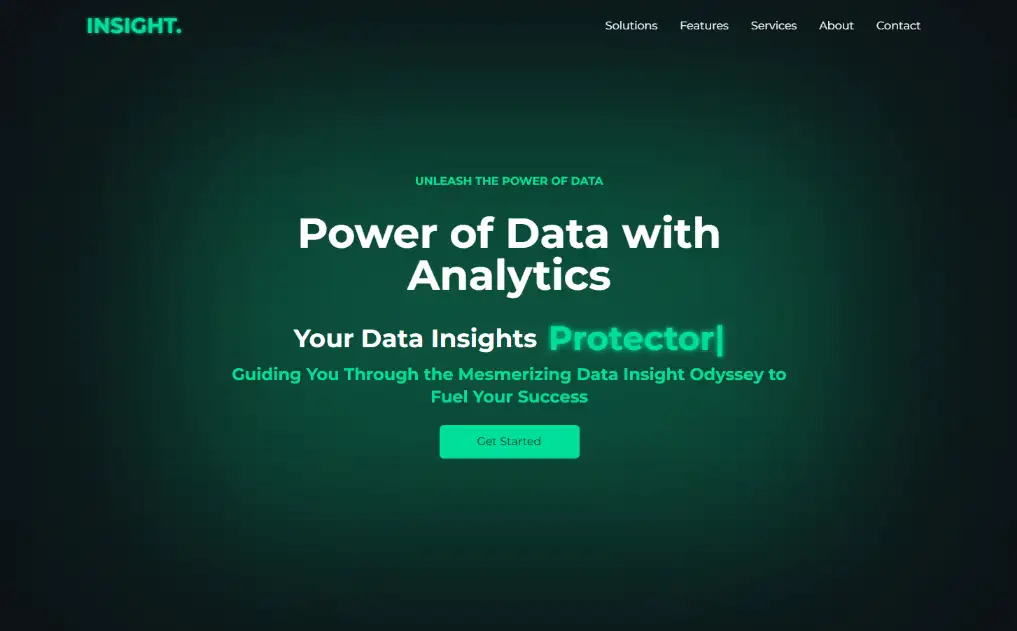 INSIGHT.
Solutions Features Services About Contact
UNLEASH THE POWER OF DATA
Power of Data with
Analytics
Your Data Insights Protector|
Guiding You Through the Mesmerizing Data Insight Odyssey to
Fuel Your Success
Get Started